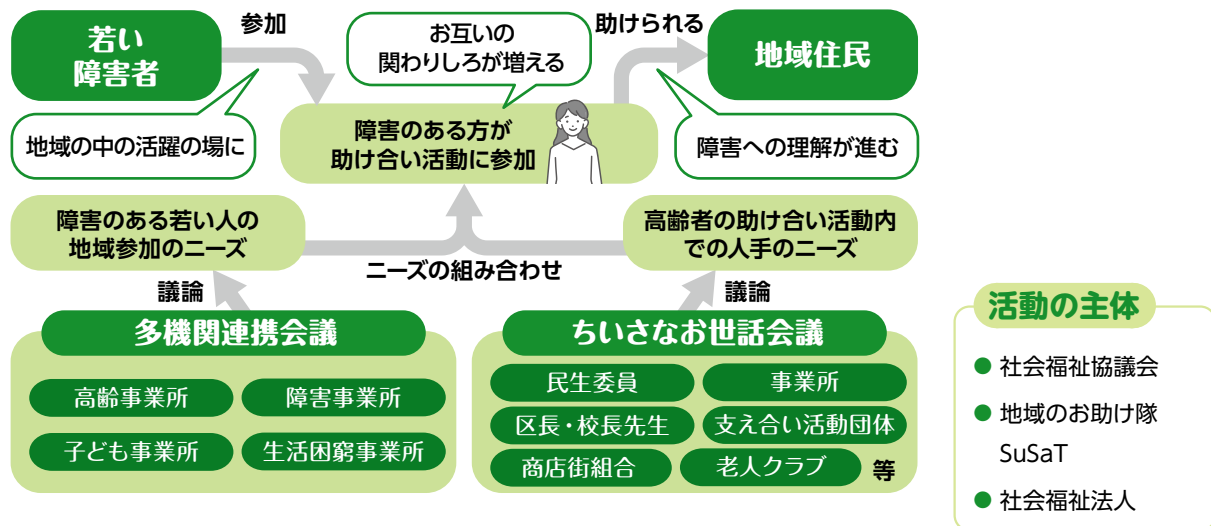 若い
障害者
参加
お互いの
関わりしろが増える
助けられる
地域住民
地域の中の活躍の場に
障害のある方が
助け合い活動に参加
障害への理解が進む
障害のある若い人の
地域参加のニーズ
高齢者の助け合い活動内
での人手のニーズ
ニーズの組み合わせ
議論
議論
多機関連携会議
高齢事業所
障害事業所
子ども事業所
生活困窮事業所
ちいさなお世話会議
民生委員
事業所
区長・校長先生
支え合い活動団体
商店街組合
老人クラブ
等
活動の主体
● 社会福祉協議会
● 地域のお助け隊
SuSaT
● 社会福祉法人